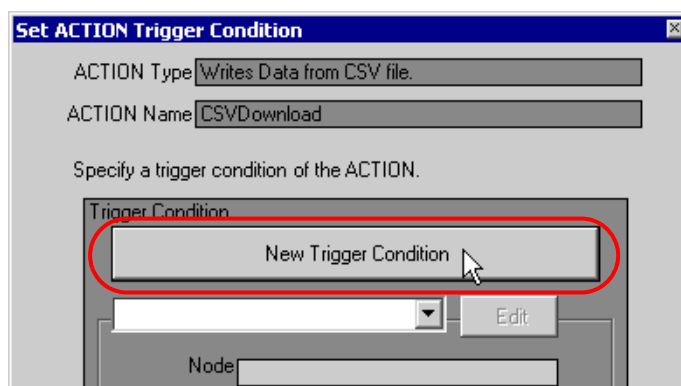 Set ACTION Trigger Condition
ACTION Type Writes Data from CSV file.
ACTION Name CSVDownload
Specify a trigger condition of the ACTION.
Trigger Condition
New Trigger Condition
Edit
Node